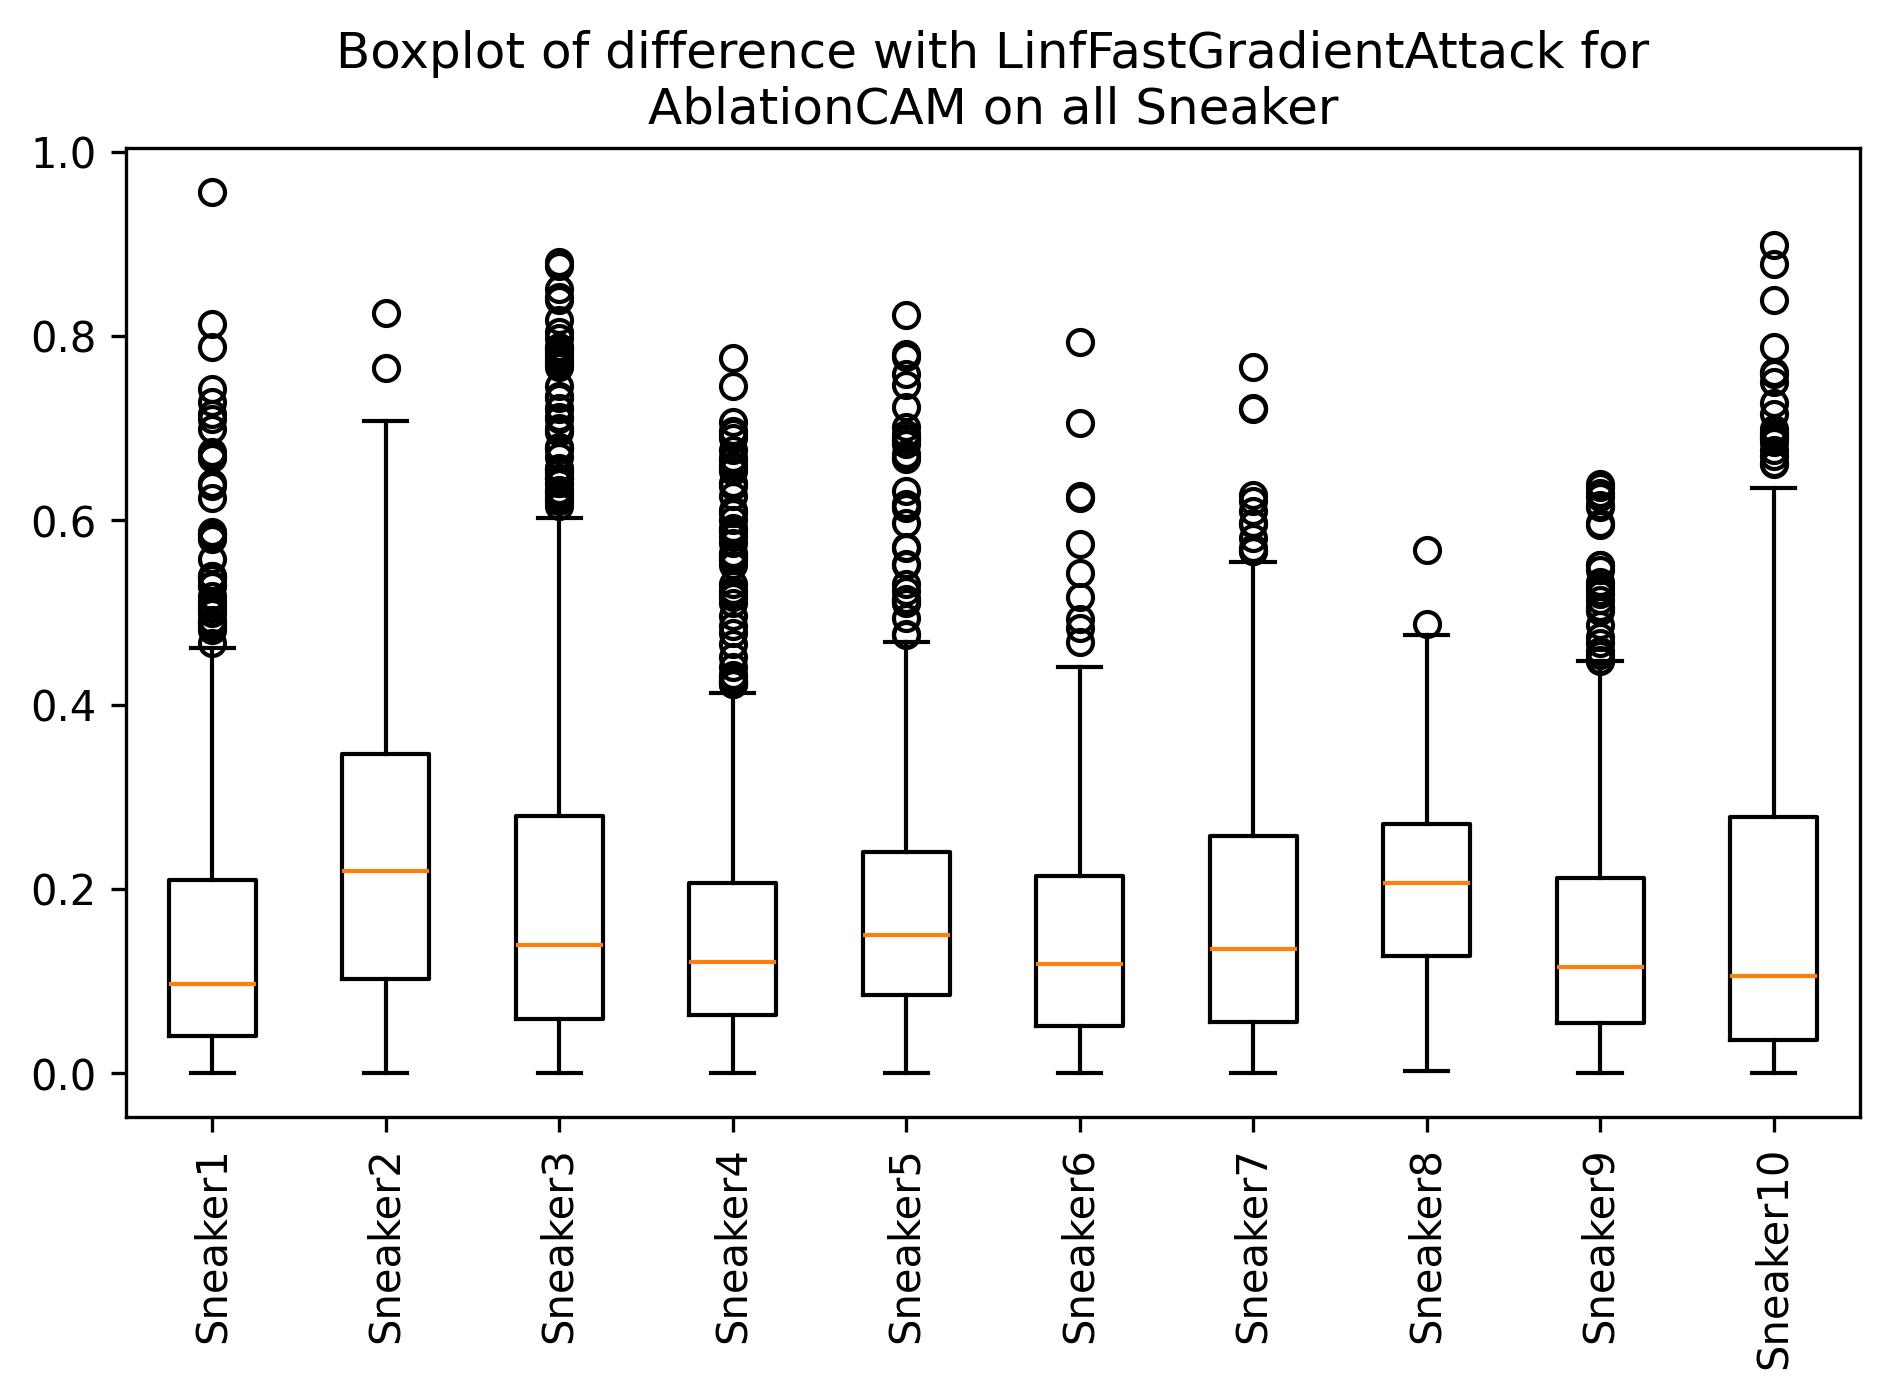 Boxplot of difference with LinfFastGradientAttack for
AblationCAM on all Sneaker
1.0
0.8
0.6
0.4
0.2
0.0
Sneaker1
Sneaker2
Sneaker3
Sneaker4
Sneaker5
Sneaker6
Sneaker7
Sneaker8
Sneaker9
Sneaker10